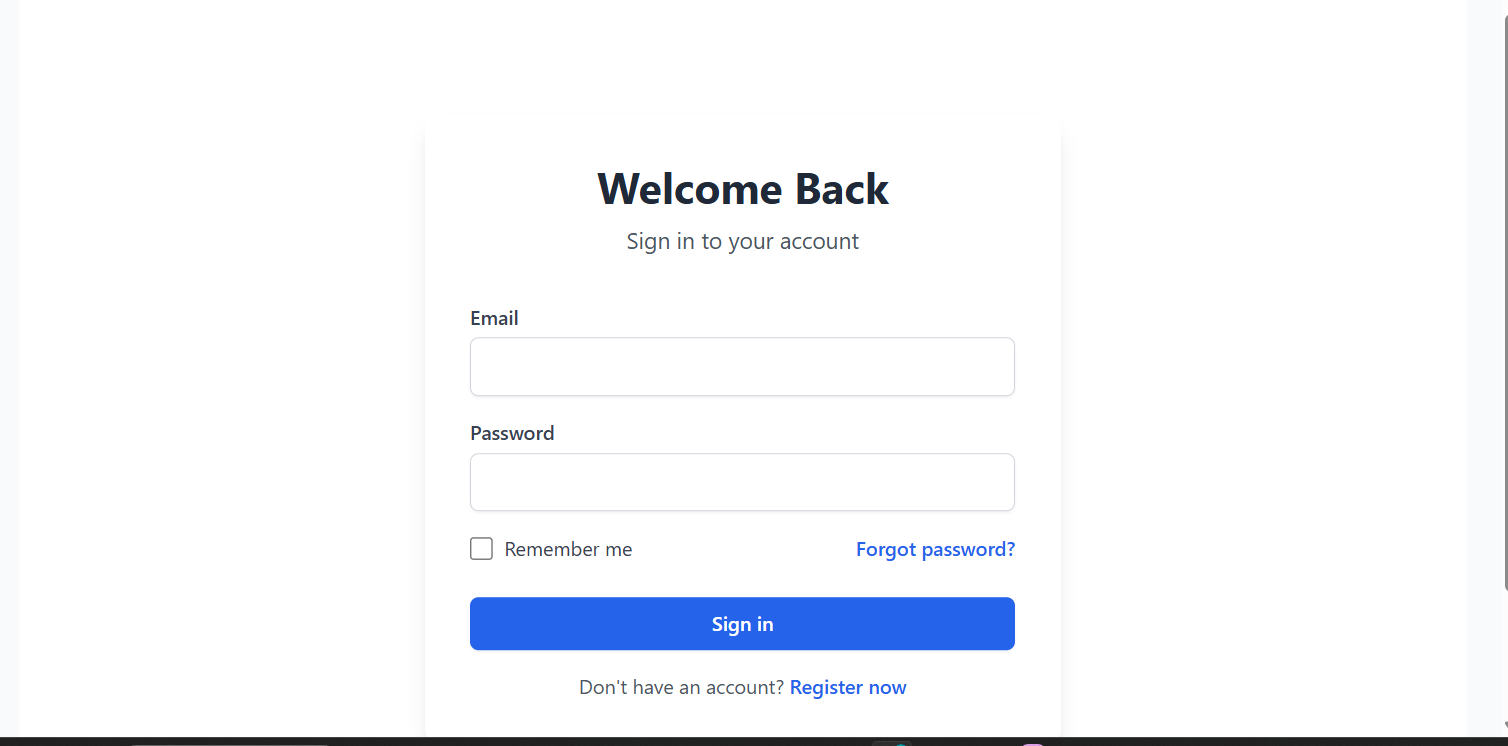 Welcome Back
Sign in to your account
Email
Password
Remember me
Forgot password?
Sign in
Don't have an account? Register now